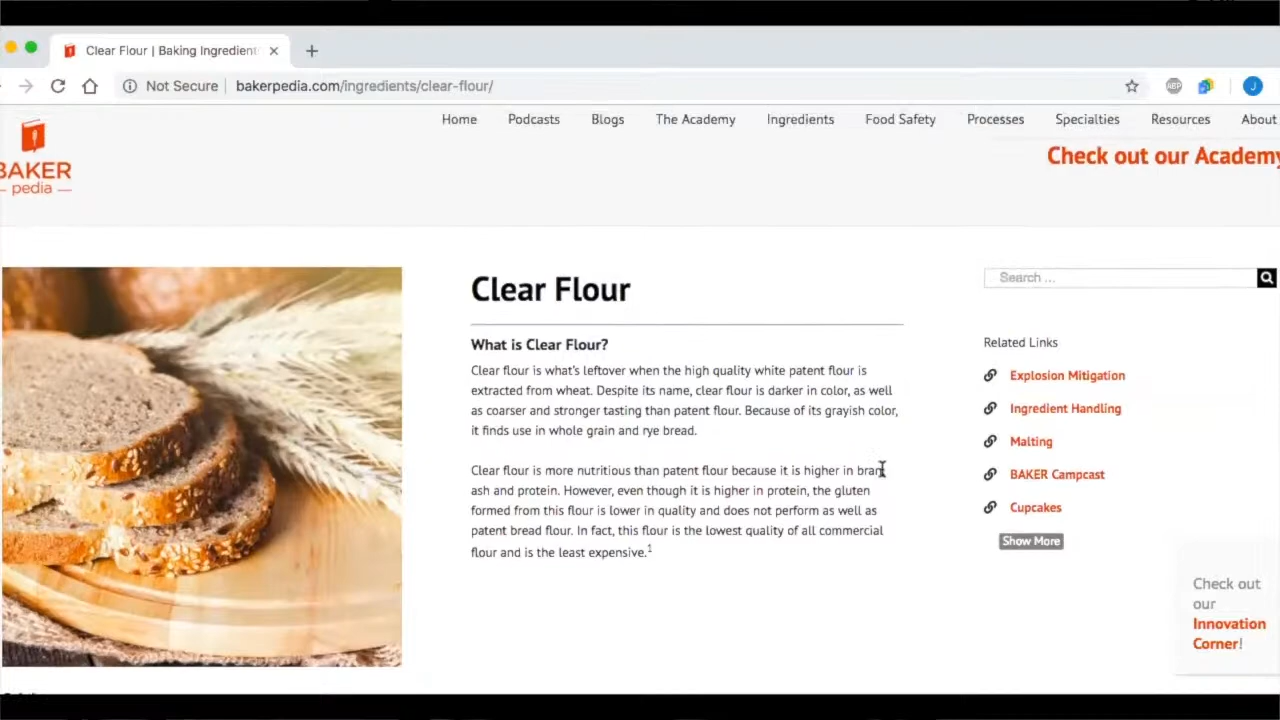 Clear Flour | Baking Ingredient
Not Secure
bakerpedia.com/ingredients/clear-flour/
ABP
J
Home
Podcasts
Blogs
The Academy
Ingredients
Food Safety
Processes
Specialties
Resources
About
BAKER
pedia
Check out our Academy
Clear Flour
Search ...
What is Clear Flour?
Clear flour is what's leftover when the high quality white patent flour is
extracted from wheat. Despite its name, clear flour is darker in color, as well
as coarser and stronger tasting than patent flour. Because of its grayish color,
it finds use in whole grain and rye bread.
Clear flour is more nutritious than patent flour because it is higher in bran,
ash and protein. However, even though it is higher in protein, the gluten
formed from this flour is lower in quality and does not perform as well as
patent bread flour. In fact, this flour is the lowest quality of all commercial
flour and is the least expensive.1
Related Links
Explosion Mitigation
Ingredient Handling
Malting
BAKER Campcast
Cupcakes
Show More
Check out
our
Innovation
Corner!